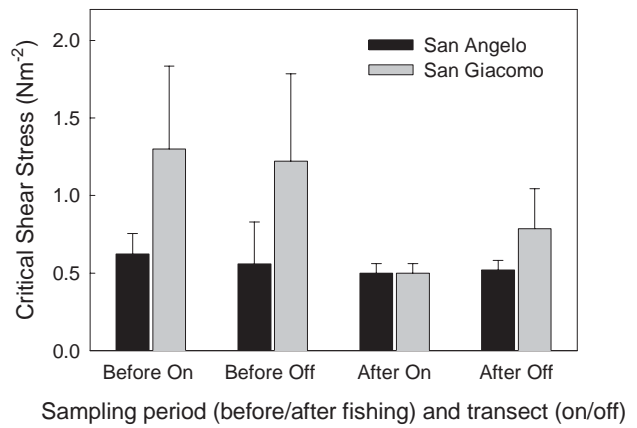 2.0
1.5
1.0
0.5
0.0
Critical Shear Stress (Nm-2)
San Angelo
San Giacomo
Before On Before Off After On After Off
Sampling period (before/after fishing) and transect (on/off)